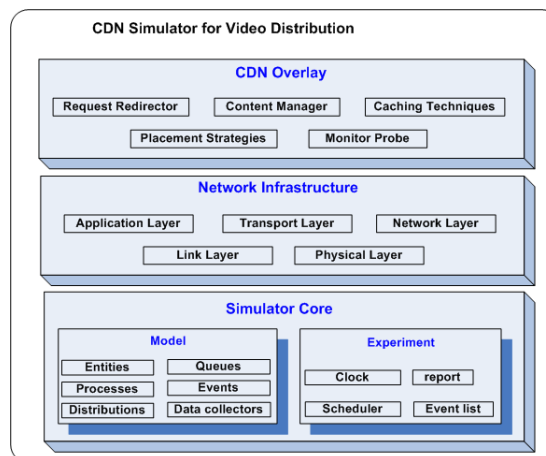 CDN Simulator for Video Distribution
CDN Overlay
Request Redirector Content Manager Caching Techniques
Placement Strategies Monitor Probe
Network Infrastructure
Application Layer Transport Layer Network Layer
Link Layer Physical Layer
Simulator Core
Model
Entities Queues
Processes Events
Distributions Data collectors
Experiment
Clock report
Scheduler Event list